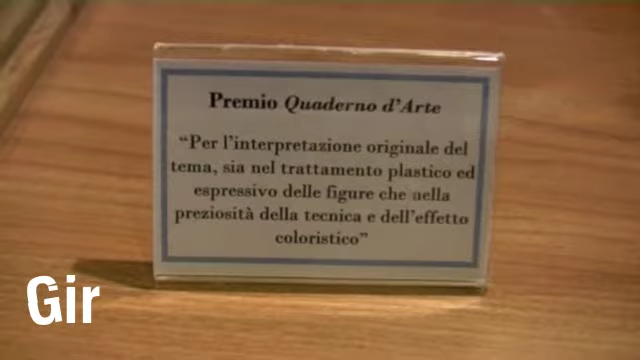 Premio Quaderno d'Arte
“Per l'interpretazione originale del
tema, sia nel trattamento plastico ed
espressivo delle figure che nella
preziosità della tecnica e dell'effetto
coloristico”
Gir